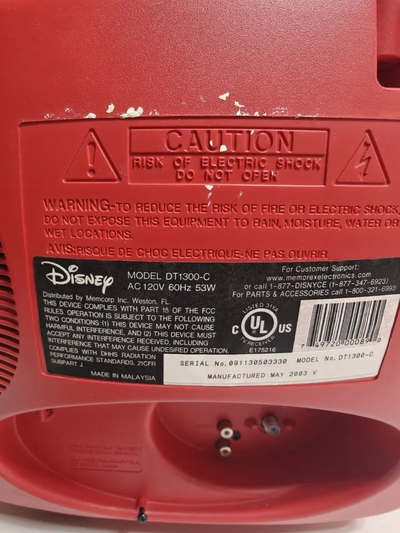 CAUTION
RISK OF ELECTRIC SHOCK
DO NOT OPEN
WARNING-TO REDUCE THE RISK OF FIRE OR ELECTRIC SHOCK,
DO NOT EXPOSE THIS EQUIPMENT TO RAIN, MOISTURE, WATER OR
WET LOCATIONS.
AVIS:RISQUE DE CHOC ELECTRIQUE-NE PAS OUVRIR
Disney
MODEL DT1300-C
AC 120V 60Hz 53W
Distributed by Memcorp Inc. Weston, FL.
THIS DEVICE COMPLIES WITH PART 15 OF THE FCC
RULES. OPERATION IS SUBJECT TO THE FOLLOWING
TWO CONDITIONS: (1) THIS DEVICE MAY NOT CAUSE
HARMFUL INTERFERENCE, AND (2) THIS DEVICE MUST
ACCEPT ANY INTERFERENCE RECEIVED, INCLUDING
INTERFERENCE THAT MAY CAUSE UNDESIRED OPERATION.
COMPLIES WITH DHHS RADIATION
PERFORMANCE STANDARDS, 21CFR
SUBPART J.
MADE IN MALAYSIA
For Customer Support:
www.memorexelectronics.com
or call 1-877-DISNYCE (1-877-347-6923)
For PARTS & ACCESSORIES call 1-800-321-6993
C UL US
E175216
SERIAL No. 091130503330 MODEL No. DT1300-C
MANUFACTURED:MAY 2003 V